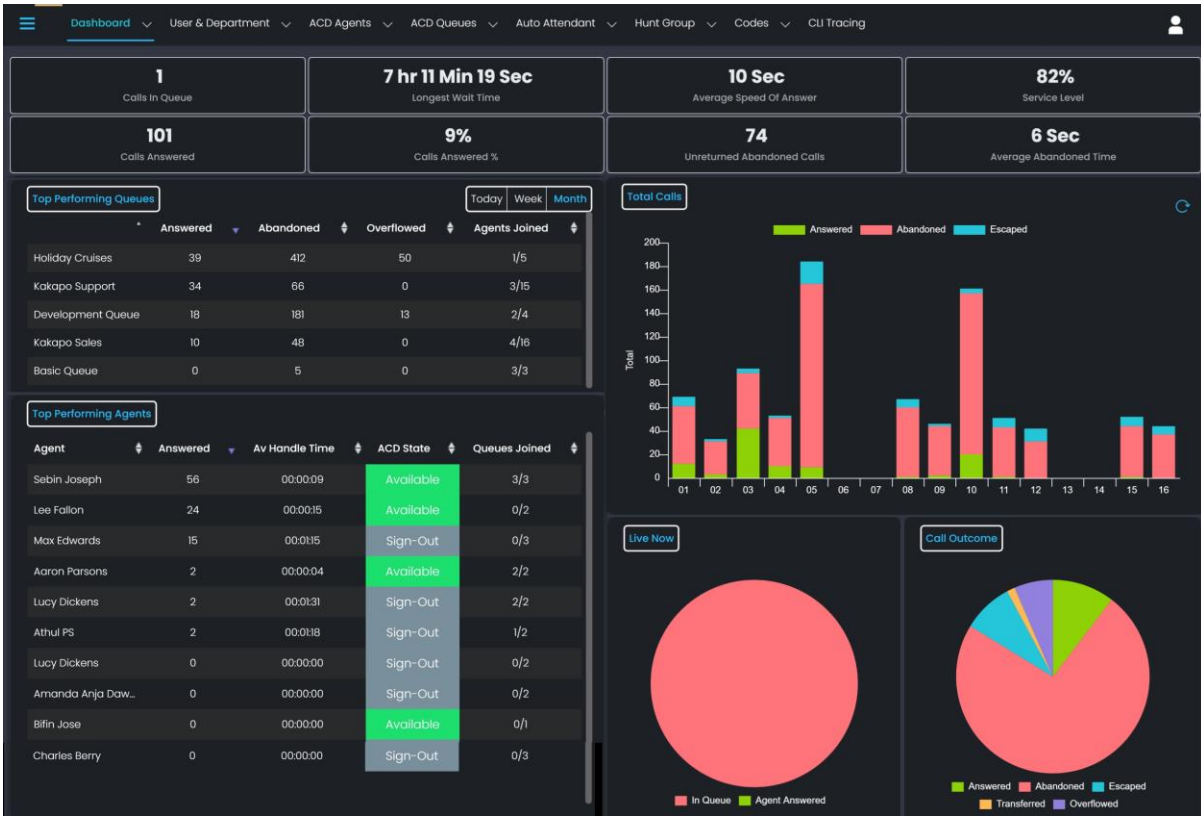 Dashboard User & Department ACD Agents ACD Queues Auto Attendant Hunt Group Codes CLI Tracing
1
Calls In Queue
7 hr 11 Min 19 Sec
Longest Wait Time
10 Sec
Average Speed Of Answer
82%
Service Level
101
Calls Answered
9%
Calls Answered %
74
Unreturned Abandoned Calls
6 Sec
Average Abandoned Time
Top Performing Queues
Today Week Month
Answered Abandoned Overflowed Agents Joined
Holiday Cruises 39 412 50 1/5
Kakapo Support 34 66 0 3/15
Development Queue 18 181 13 2/4
Kakapo Sales 10 48 0 4/16
Basic Queue 0 5 0 3/3
Top Performing Agents
Agent Answered Av Handle Time ACD State Queues Joined
Sebin Joseph 56 00:00:09 Available 3/3
Lee Fallon 24 00:00:15 Available 0/2
Max Edwards 15 00:01:15 Sign-Out 0/3
Aaron Parsons 2 00:00:04 Available 2/2
Lucy Dickens 2 00:01:31 Sign-Out 2/2
Athul PS 2 00:01:18 Sign-Out 1/2
Lucy Dickens 0 00:00:00 Sign-Out 0/2
Amanda Anja Daw... 0 00:00:00 Sign-Out 0/2
Bifin Jose 0 00:00:00 Available 0/1
Charles Berry 0 00:00:00 Sign-Out 0/3
Total Calls
Answered Abandoned Escaped
Total
200
180
160
140
120
100
80
60
40
20
0
01 02 03 04 05 06 07 08 09 10 11 12 13 14 15 16
Live Now
In Queue Agent Answered
Call Outcome
Answered Abandoned Escaped
Transferred Overflowed